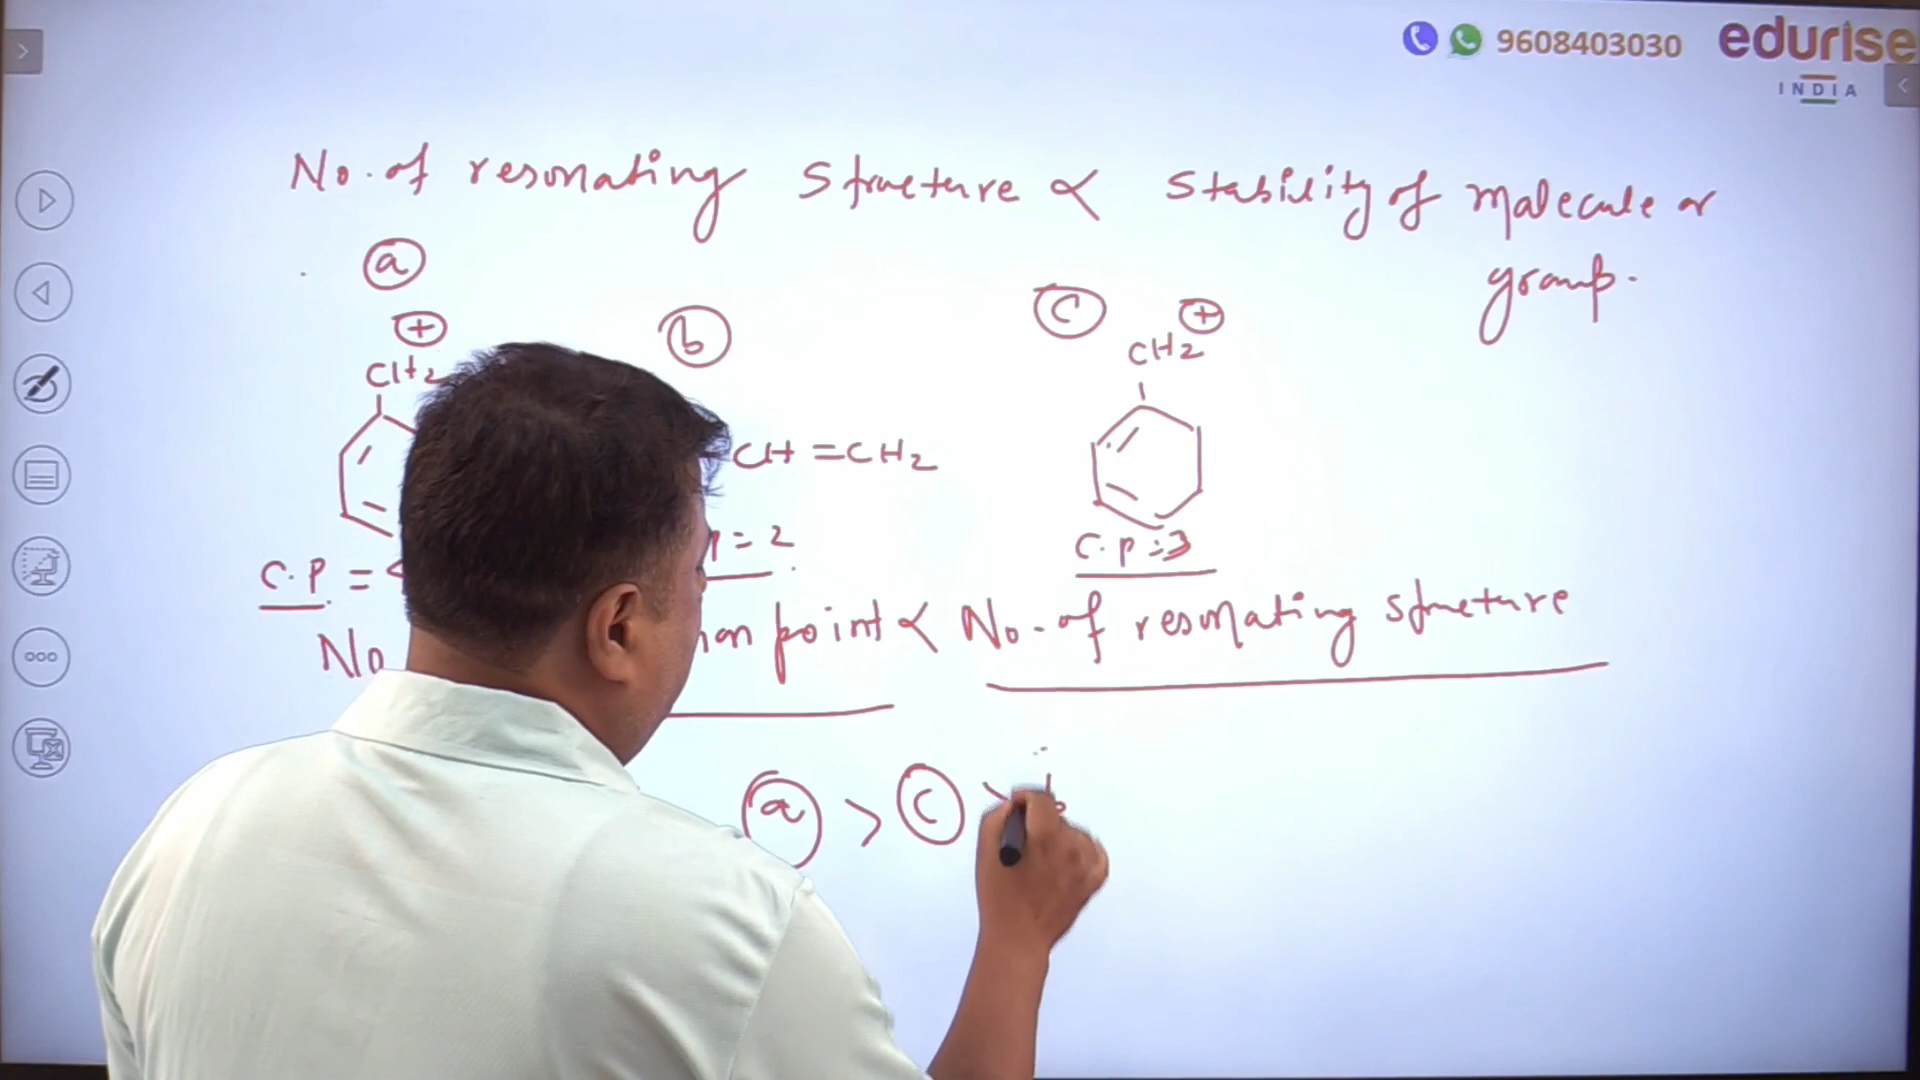 9608403030
edurise
INDIA
No. of resonating structure ∝ stability of molecule or
group.
a
b
c
+
+
CH2
CH2
CH = CH2
= 2
C.P =
C.P = 3
No
point ∝ No. of resonating structure
a > c > b